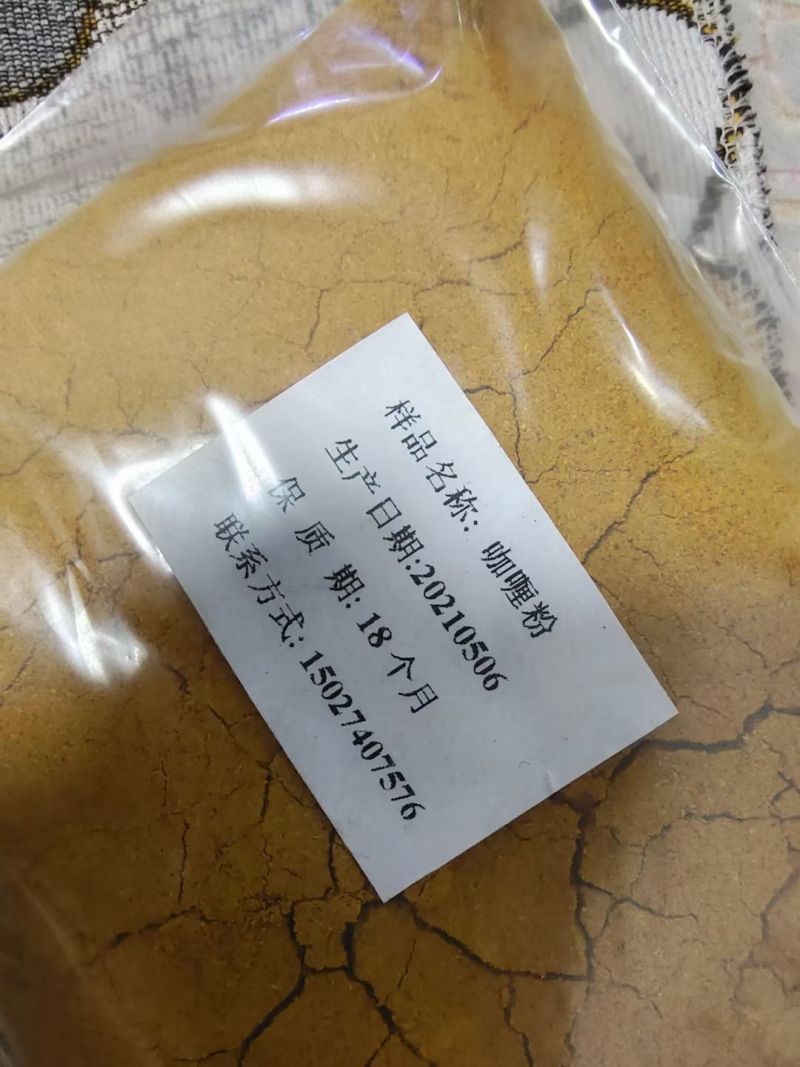 样品名称: 咖喱粉
生产日期:20210506
保 质 期: 18 个月
联系方式: 15027407576